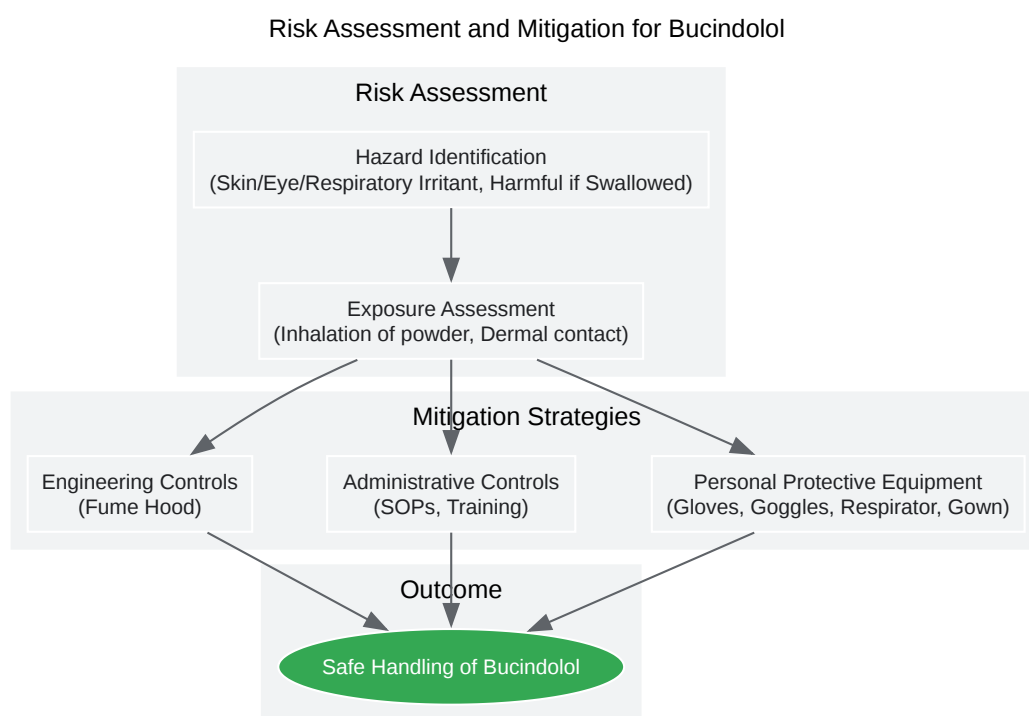 Risk Assessment and Mitigation for Bucindolol
Risk Assessment
Hazard Identification
(Skin/Eye/Respiratory Irritant, Harmful if Swallowed)
Exposure Assessment
(Inhalation of powder, Dermal contact)
Mitigation Strategies
Engineering Controls
(Fume Hood)
Administrative Controls
(SOPs, Training)
Personal Protective Equipment
(Gloves, Goggles, Respirator, Gown)
Outcome
Safe Handling of Bucindolol